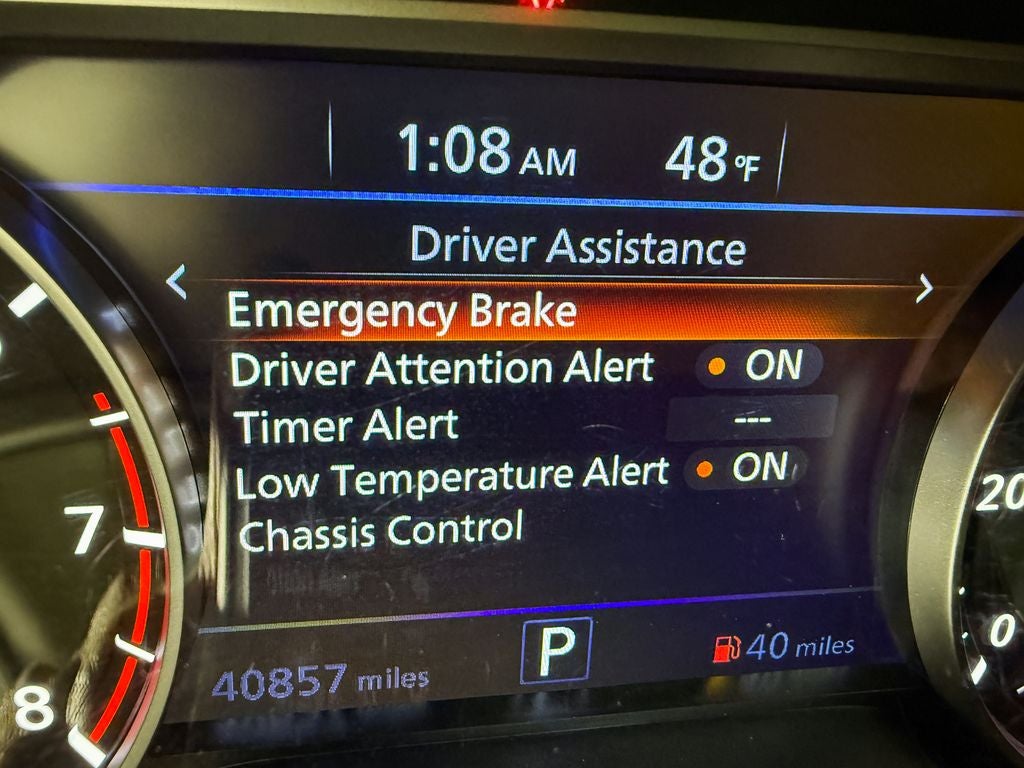 1:08 AM 48 °F
Driver Assistance
< >
Emergency Brake
Driver Attention Alert ON
Timer Alert ---
Low Temperature Alert ON
Chassis Control
P
40857 miles
40 miles
7
8
20
0